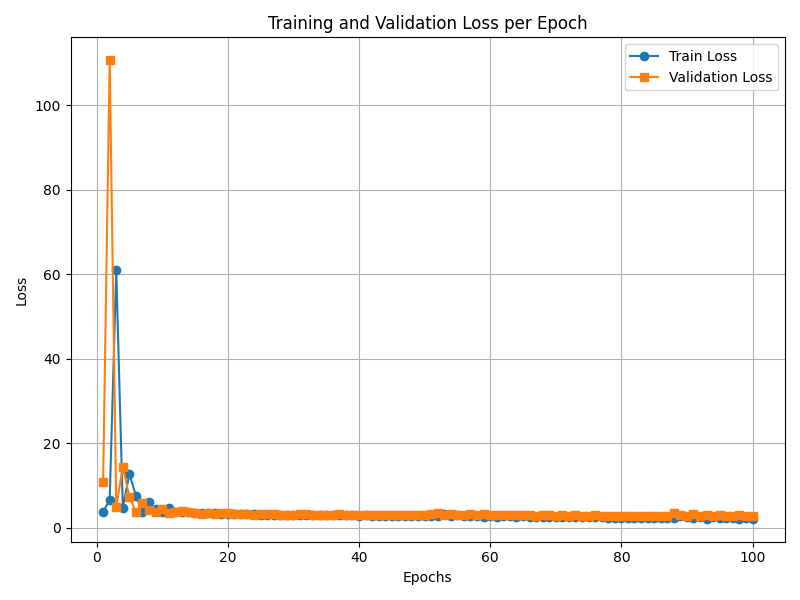 Training and Validation Loss per Epoch
Train Loss
Validation Loss
100
80
60
40
20
0
Loss
0 20 40 60 80 100
Epochs